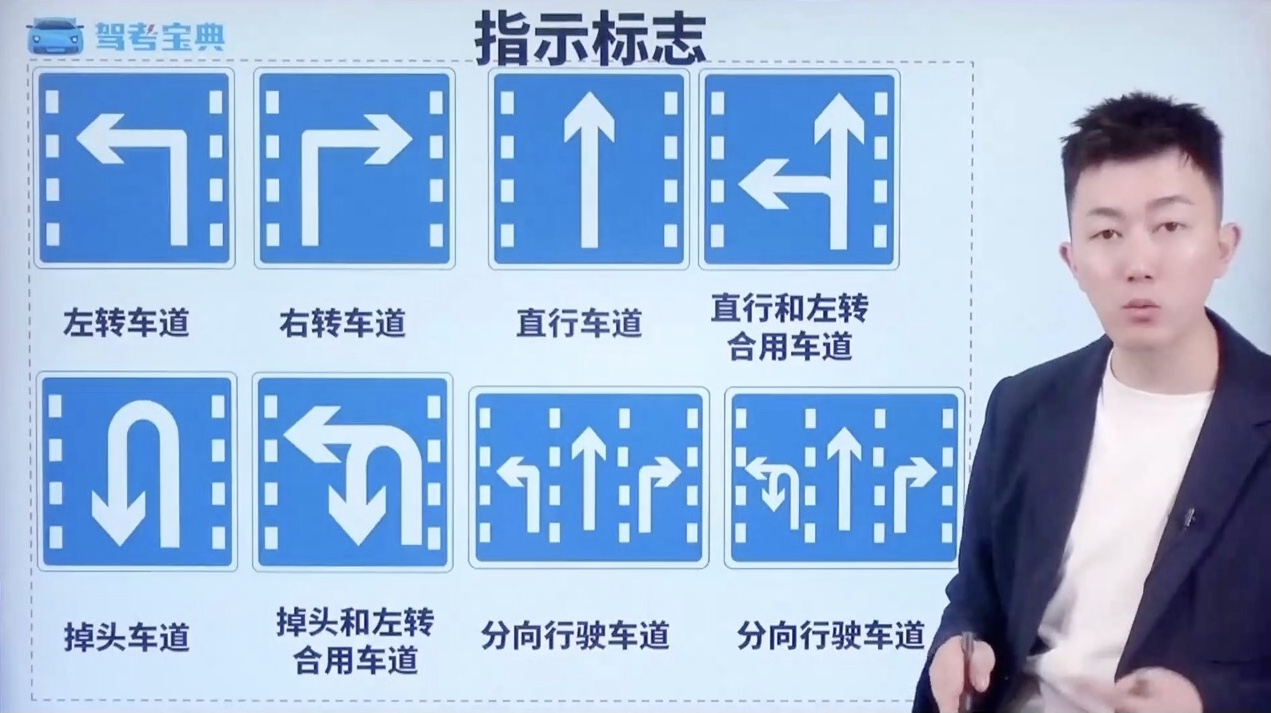 驾考宝典
指示标志
左转车道
右转车道
直行车道
直行和左转
合用车道
掉头车道
掉头和左转
合用车道
分向行驶车道
分向行驶车道